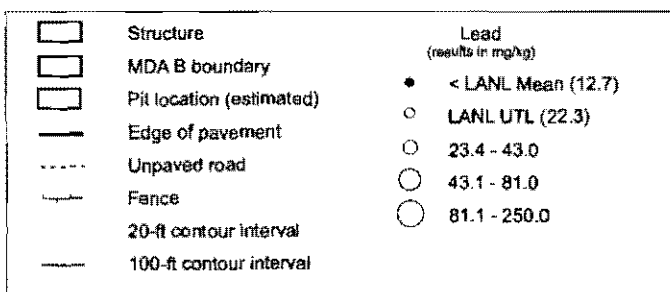 Structure
MDA B boundary
Pit location (estimated)
Edge of pavement
Unpaved road
Fence
20-ft contour interval
100-ft contour interval
Lead
(results in mg/kg)
< LANL Mean (12.7)
LANL UTL (22.3)
23.4 - 43.0
43.1 - 81.0
81.1 - 250.0